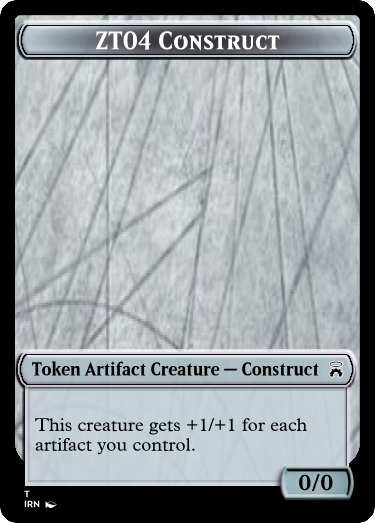 ZT04 Construct
Token Artifact Creature — Construct
This creature gets +1/+1 for each
artifact you control.
0/0
T
IRN